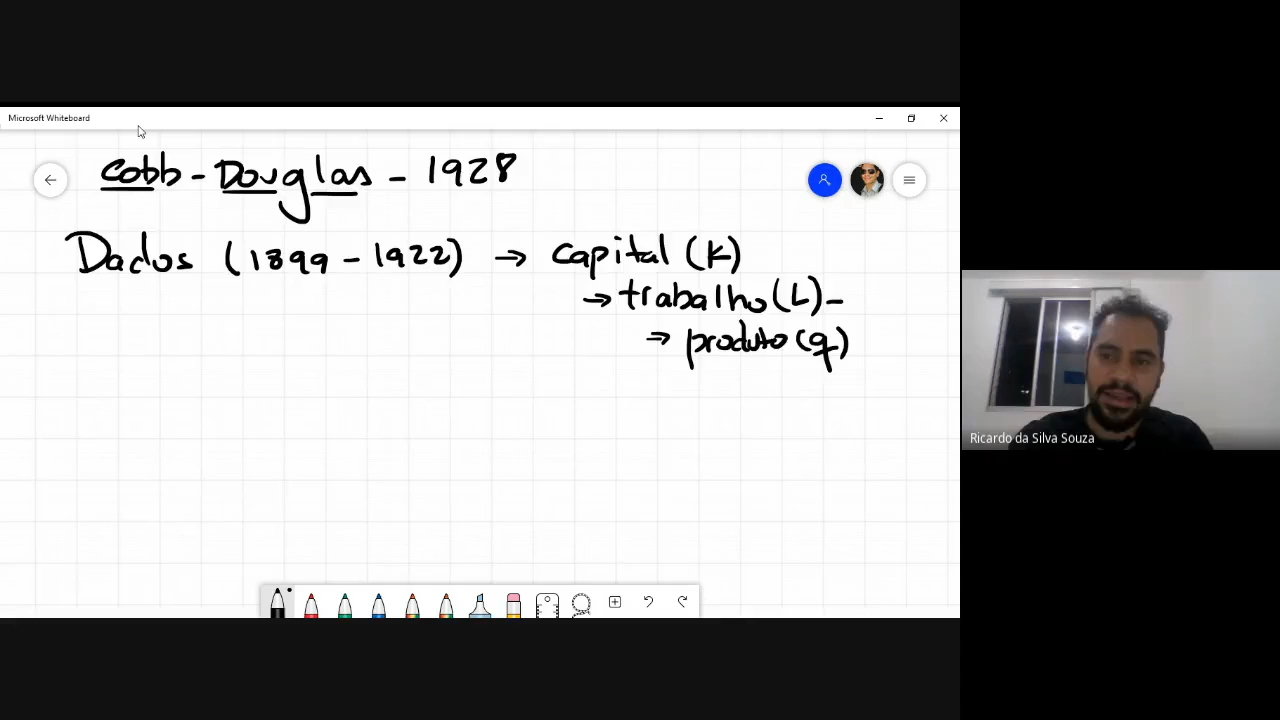 Microsoft Whiteboard
Cobb - Douglas - 1928
Dados (1899 - 1922) → Capital (K)
→ trabalho (L) -
→ produto (q)
Ricardo da Silva Souza